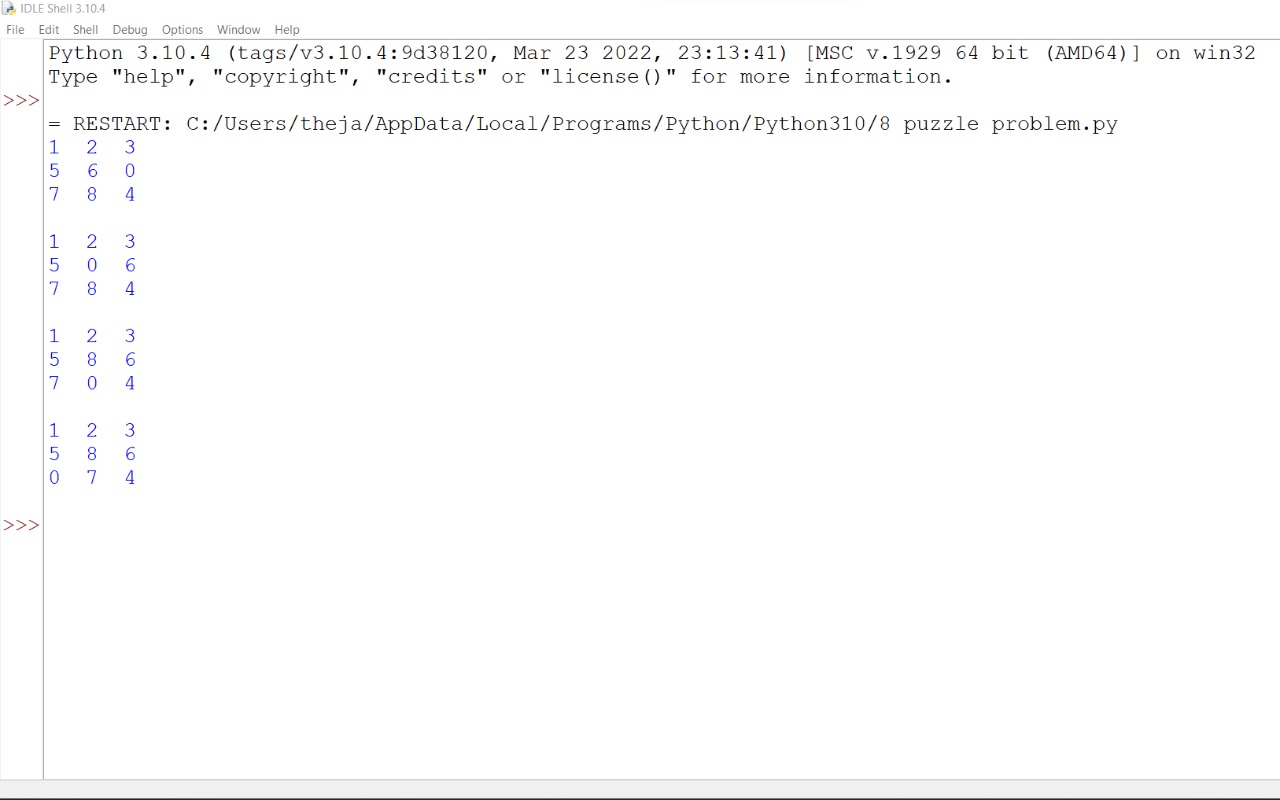 IDLE Shell 3.10.4
File Edit Shell Debug Options Window Help
Python 3.10.4 (tags/v3.10.4:9d38120, Mar 23 2022, 23:13:41) [MSC v.1929 64 bit (AMD64)] on win32
Type "help", "copyright", "credits" or "license()" for more information.
>>>
= RESTART: C:/Users/theja/AppData/Local/Programs/Python/Python310/8 puzzle problem.py
1 2 3
5 6 0
7 8 4
1 2 3
5 0 6
7 8 4
1 2 3
5 8 6
7 0 4
1 2 3
5 8 6
0 7 4
>>>